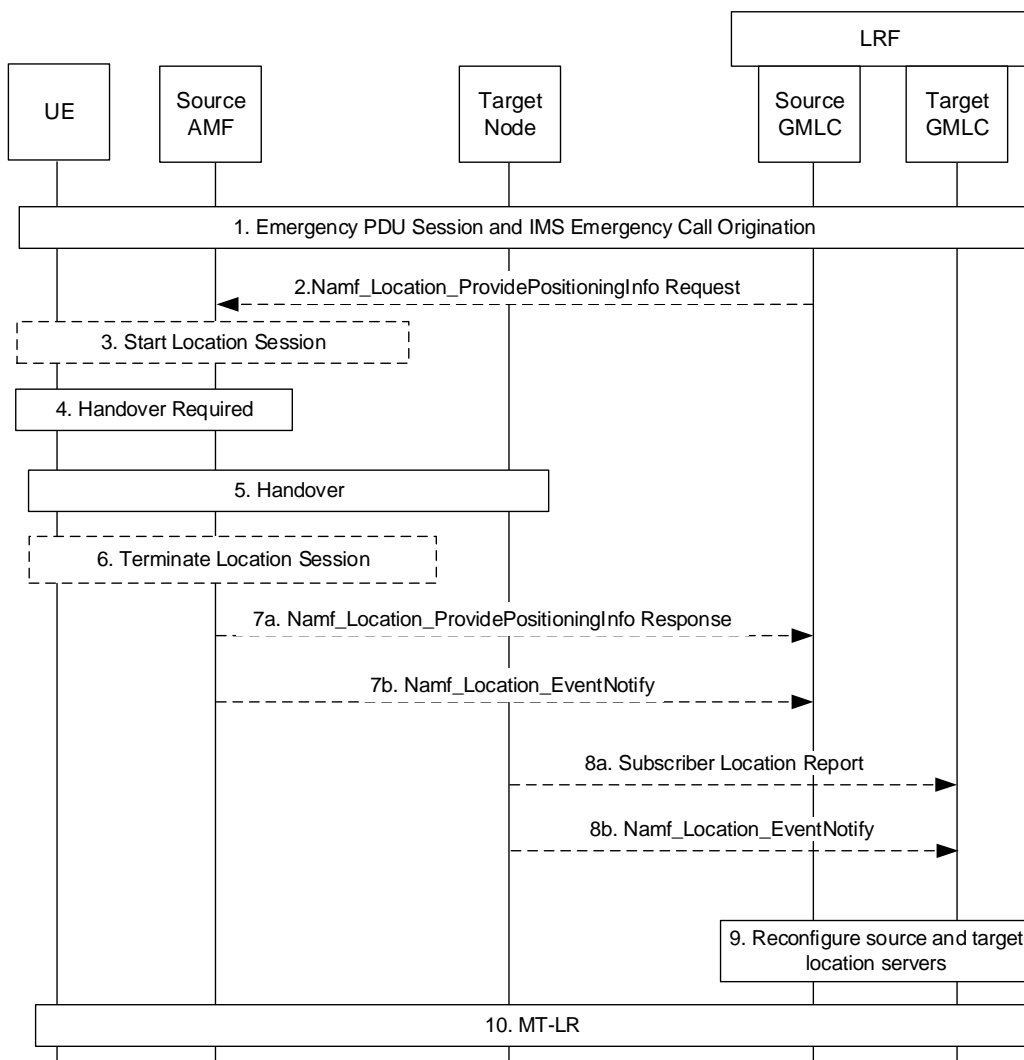 LRF
UE
Source
AMF
Target
Node
Source
GMLC
Target
GMLC
1. Emergency PDU Session and IMS Emergency Call Origination
2.Namf_Location_ProvidePositioningInfo Request
3. Start Location Session
4. Handover Required
5. Handover
6. Terminate Location Session
7a. Namf_Location_ProvidePositioningInfo Response
7b. Namf_Location_EventNotify
8a. Subscriber Location Report
8b. Namf_Location_EventNotify
9. Reconfigure source and target
location servers
10. MT-LR